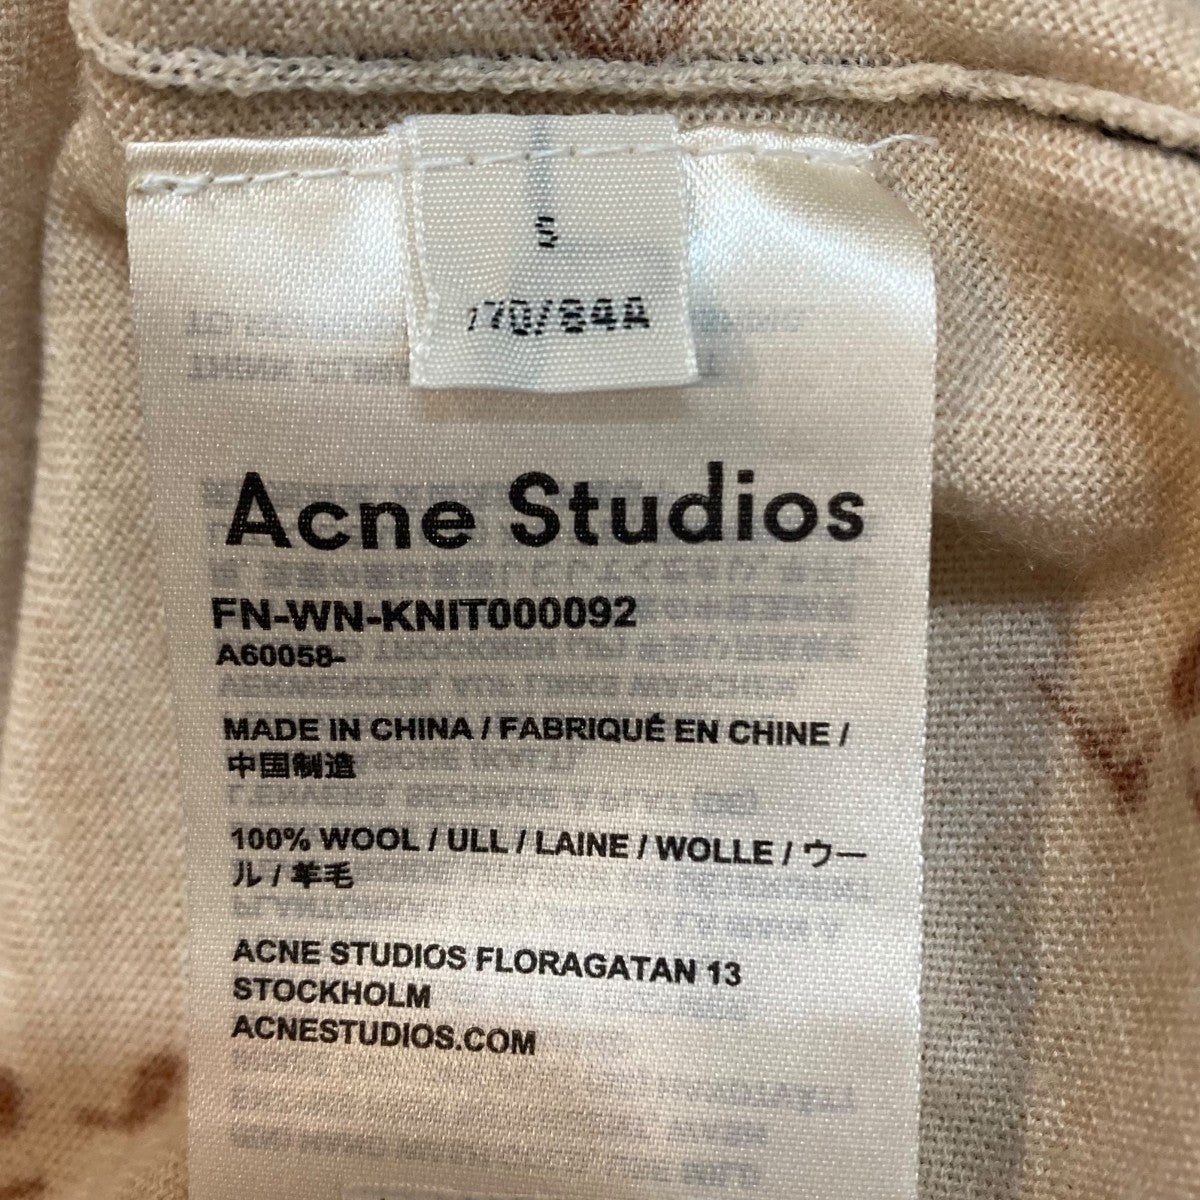 S
170/84A
Acne Studios
FN-WN-KNIT000092
A60058-
MADE IN CHINA / FABRIQUÉ EN CHINE /
中国制造
100% WOOL / ULL / LAINE / WOLLE / ウー
ル / 羊毛
ACNE STUDIOS FLORAGATAN 13
STOCKHOLM
ACNESTUDIOS.COM